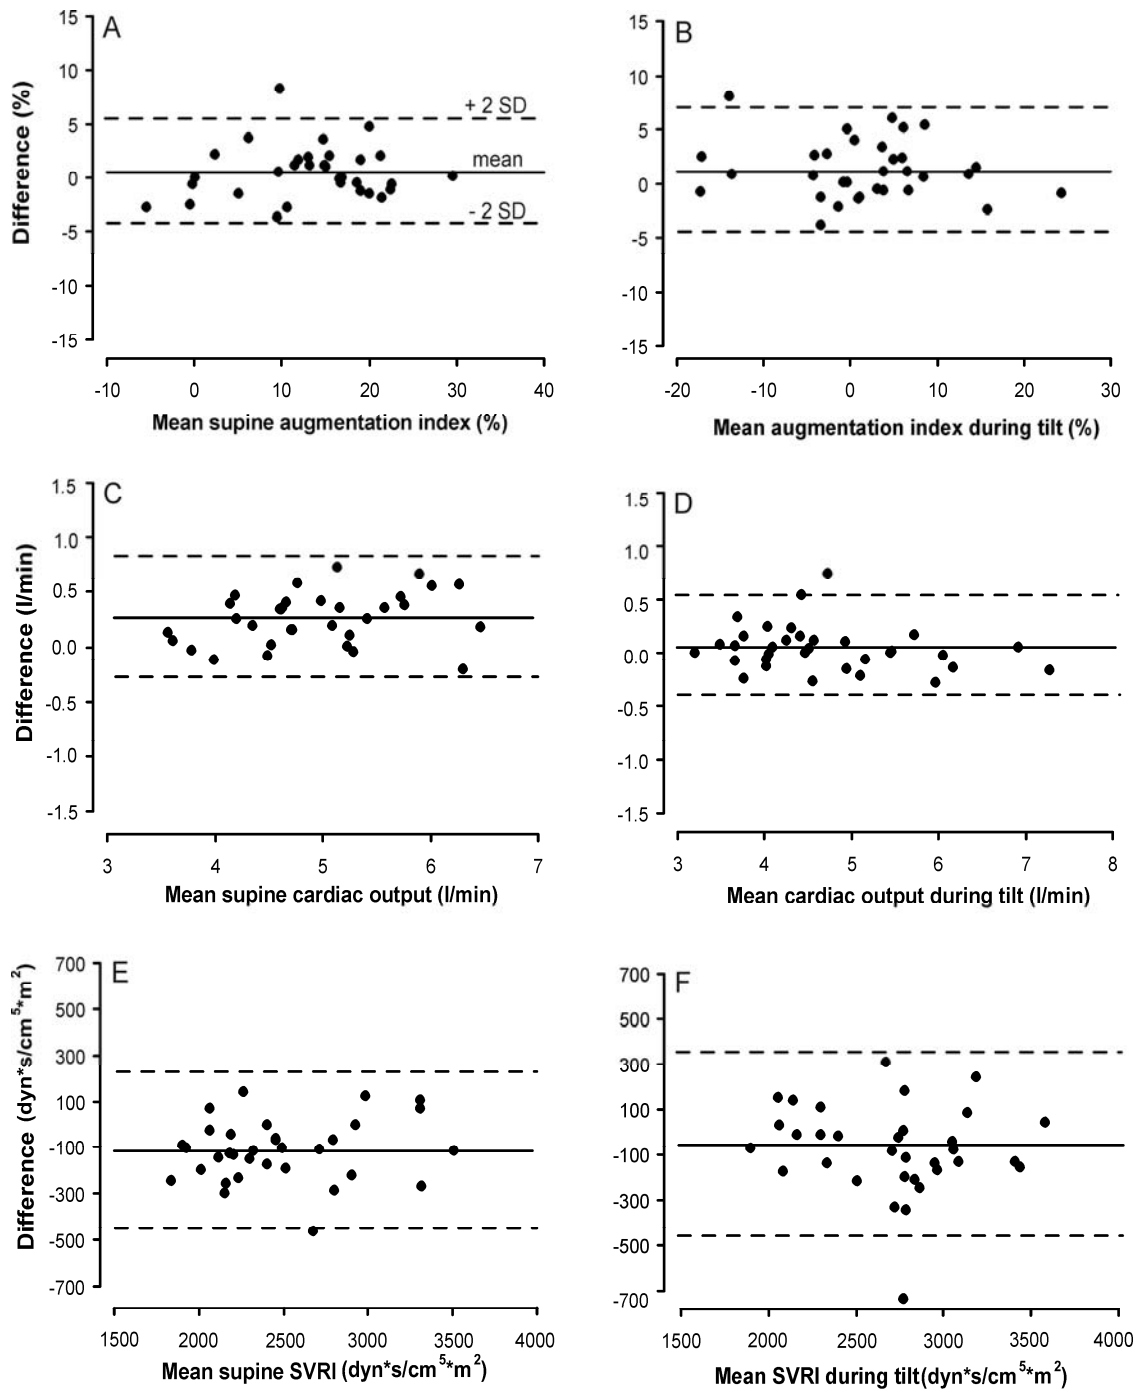 A
15
10
5
0
-5
-10
-15
Difference (%)
+ 2 SD
mean
- 2 SD
-10 0 10 20 30 40
Mean supine augmentation index (%)
B
15
10
5
0
-5
-10
-15
-20 -10 0 10 20 30
Mean augmentation index during tilt (%)
C
1.5
1.0
0.5
0.0
-0.5
-1.0
-1.5
Difference (l/min)
3 4 5 6 7
Mean supine cardiac output (l/min)
D
1.5
1.0
0.5
0.0
-0.5
-1.0
-1.5
3 4 5 6 7 8
Mean cardiac output during tilt (l/min)
E
700
500
300
100
-100
-300
-500
-700
Difference (dyn*s/cm⁵*m²)
1500 2000 2500 3000 3500 4000
Mean supine SVRI (dyn*s/cm⁵*m²)
F
700
500
300
100
-100
-300
-500
-700
1500 2000 2500 3000 3500 4000
Mean SVRI during tilt(dyn*s/cm⁵*m²)